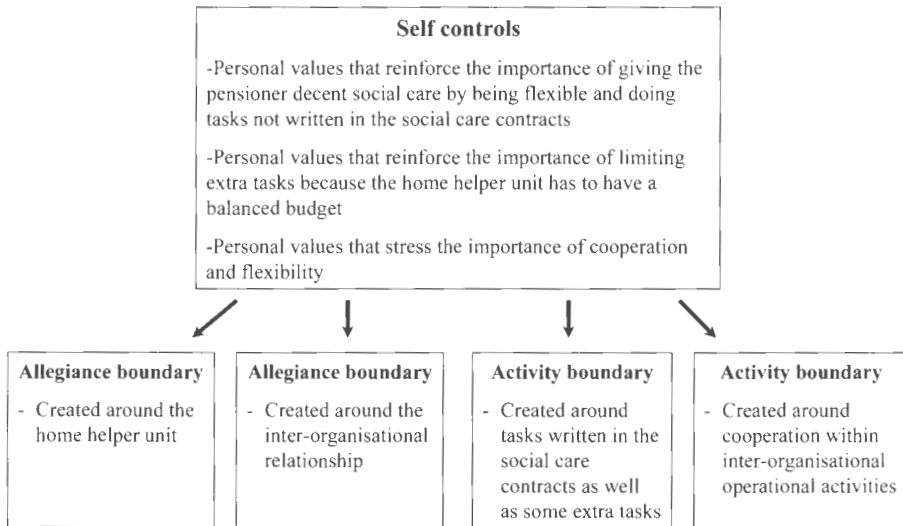 Self controls
-Personal values that reinforce the importance of giving the
pensioner decent social care by being flexible and doing
tasks not written in the social care contracts
-Personal values that reinforce the importance of limiting
extra tasks because the home helper unit has to have a
balanced budget
-Personal values that stress the importance of cooperation
and flexibility
Allegiance boundary
- Created around the
home helper unit
Allegiance boundary
- Created around the
inter-organisational
relationship
Activity boundary
- Created around
tasks written in the
social care
contracts as well
as some extra tasks
Activity boundary
- Created around
cooperation within
inter-organisational
operational activities